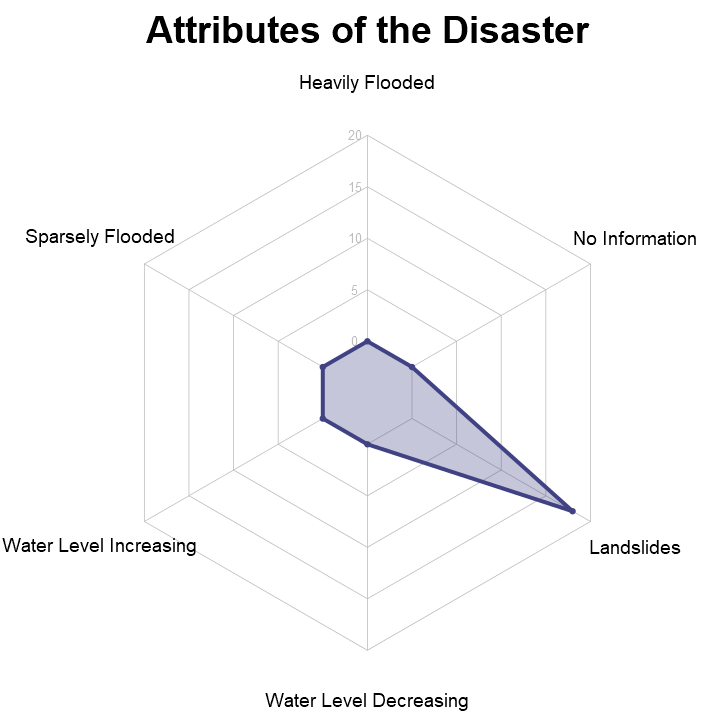 Attributes of the Disaster
Heavily Flooded
20
15
Sparsely Flooded
No Information
10
5
0
Water Level Increasing
Landslides
Water Level Decreasing